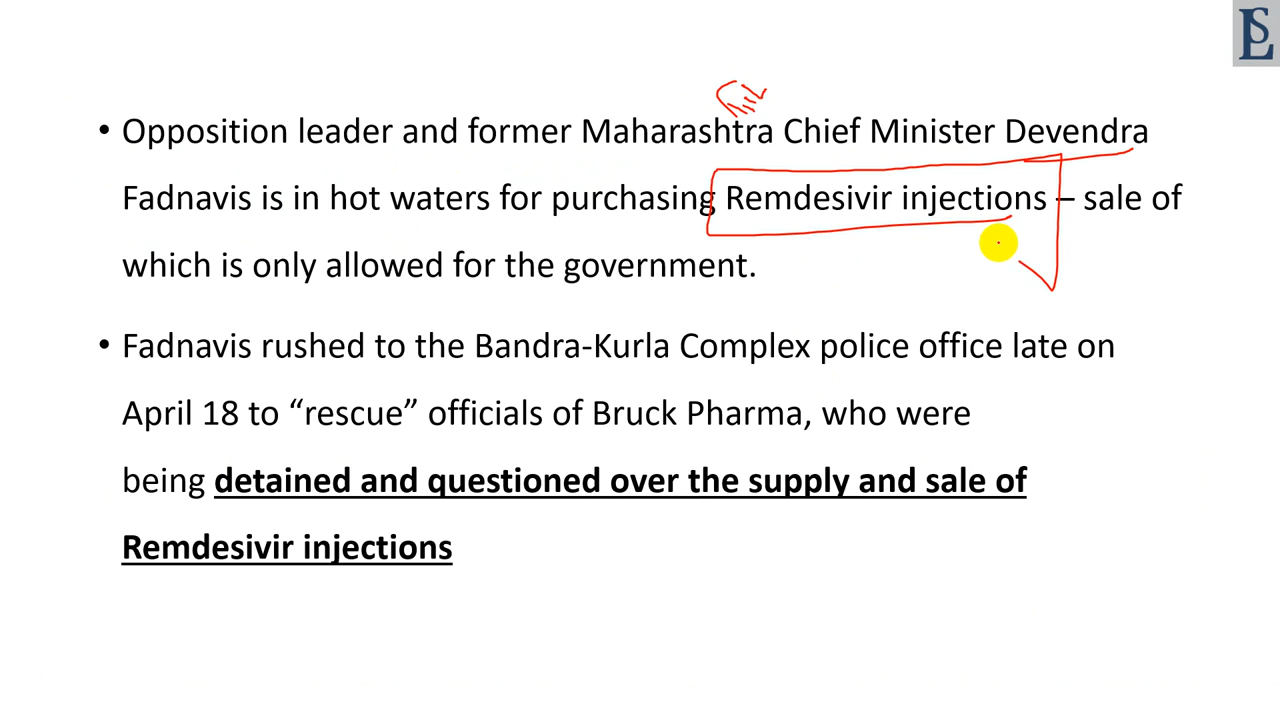 • Opposition leader and former Maharashtra Chief Minister Devendra
Fadnavis is in hot waters for purchasing Remdesivir injections – sale of
which is only allowed for the government.
• Fadnavis rushed to the Bandra-Kurla Complex police office late on
April 18 to “rescue” officials of Bruck Pharma, who were
being detained and questioned over the supply and sale of
Remdesivir injections